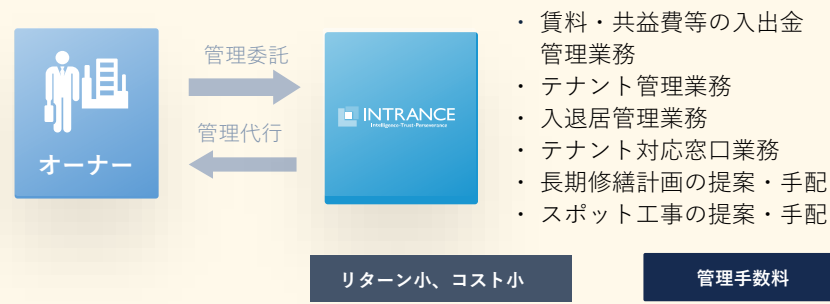 管理委託
管理代行
オーナー
INTRANCE
Intelligence・Trust・Perseverance
・ 賃料・共益費等の入出金
管理業務
・ テナント管理業務
・ 入退居管理業務
・ テナント対応窓口業務
・ 長期修繕計画の提案・手配
・ スポット工事の提案・手配
リターン小、コスト小
管理手数料